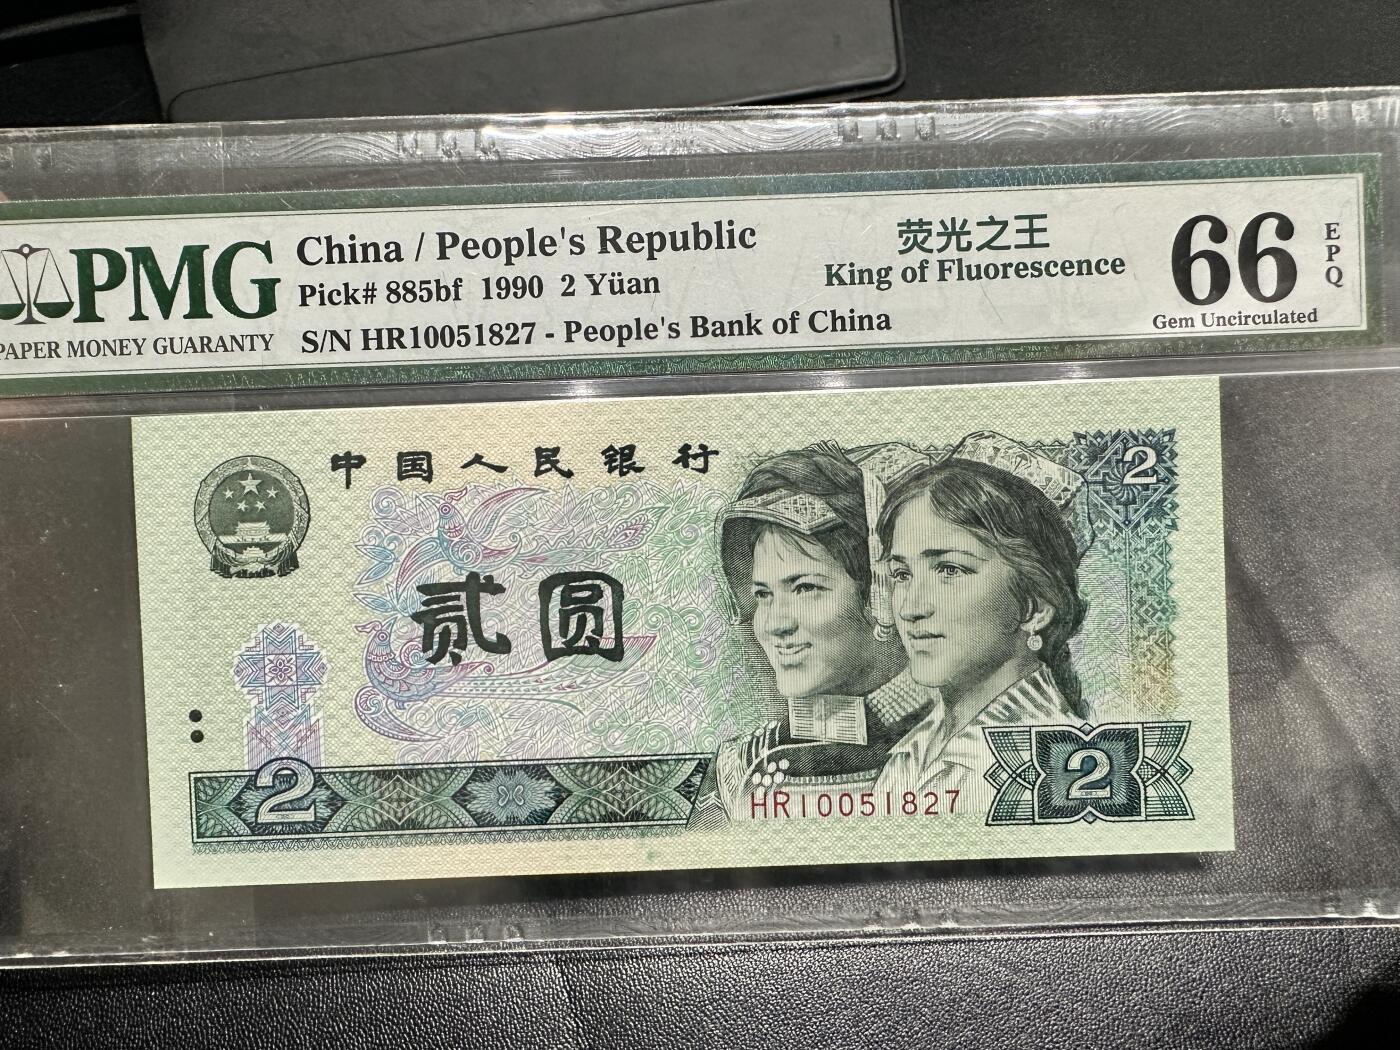 PMG
PAPER MONEY GUARANTY
China / People's Republic
Pick# 885bf 1990 2 Yüan
S/N HR10051827 - People's Bank of China
荧光之王
King of Fluorescence
66
EPQ
Gem Uncirculated
中国人民银行
2
贰圆
2
HR10051827
2